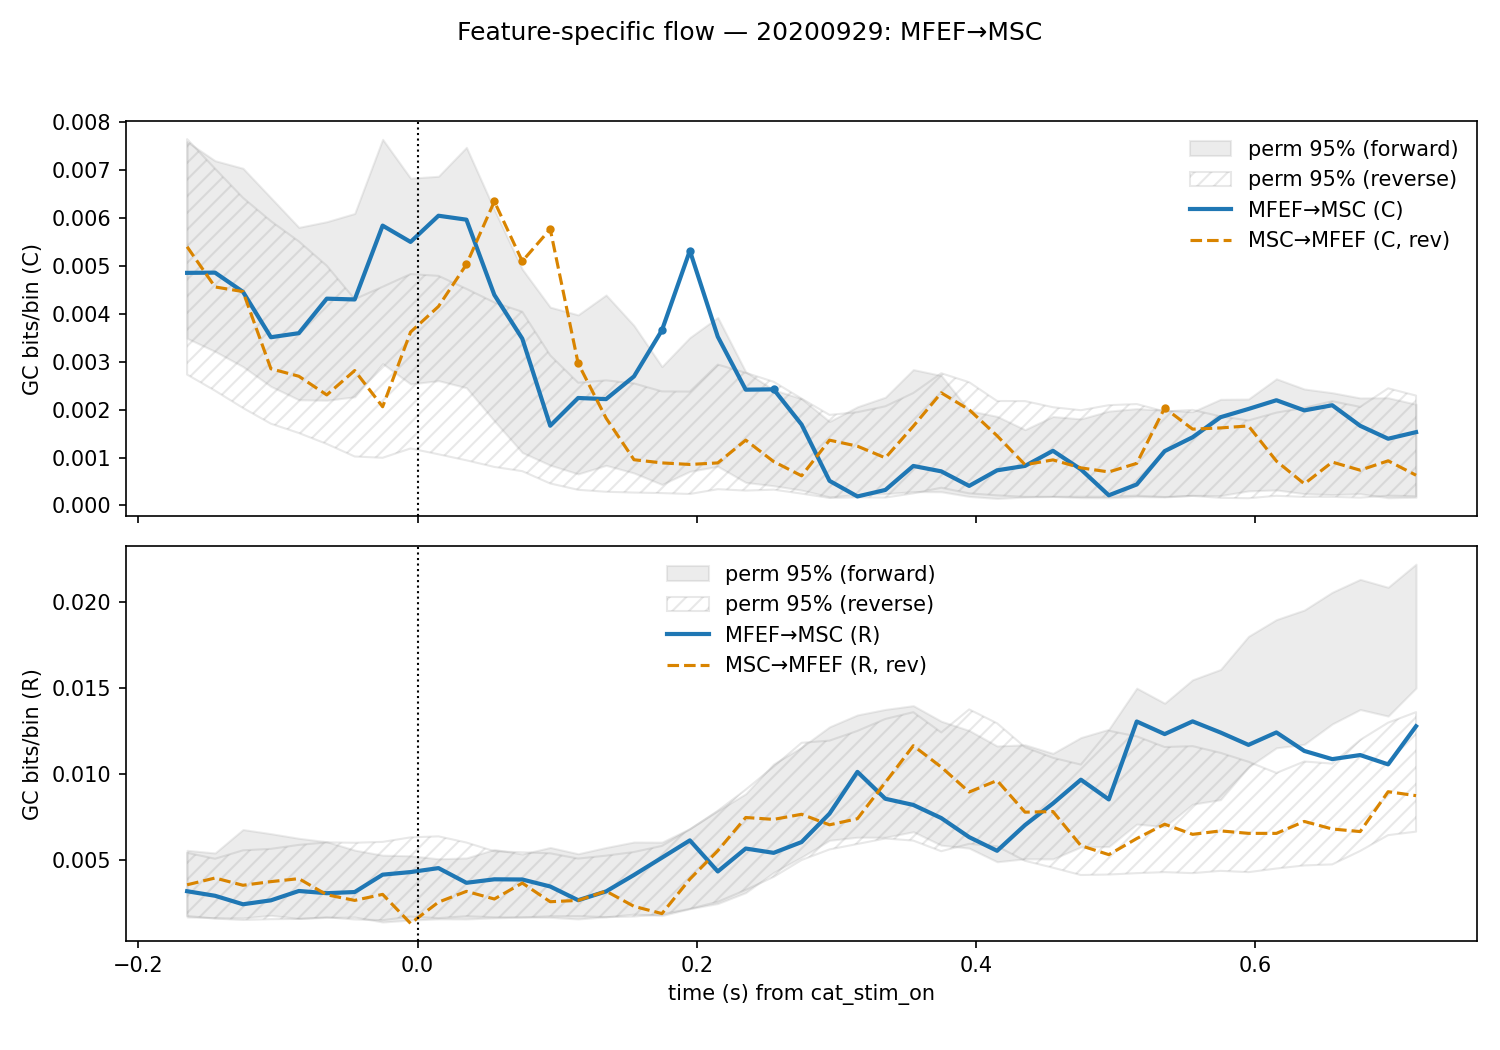 Feature-specific flow — 20200929: MFEF→MSC
GC bits/bin (C)
0.008
0.007
0.006
0.005
0.004
0.003
0.002
0.001
0.000
perm 95% (forward)
perm 95% (reverse)
MFEF→MSC (C)
MSC→MFEF (C, rev)
GC bits/bin (R)
0.020
0.015
0.010
0.005
perm 95% (forward)
perm 95% (reverse)
MFEF→MSC (R)
MSC→MFEF (R, rev)
−0.2 0.0 0.2 0.4 0.6
time (s) from cat_stim_on